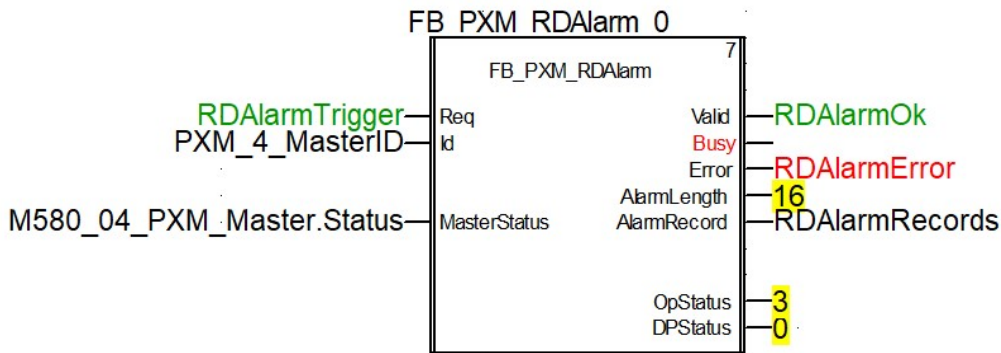 FB_PXM_RDAlarm_0
7
FB_PXM_RDAlarm
RDAlarmTrigger Req Valid RDAlarmOk
PXM_4_MasterID Id Busy
Error RDAlarmError
AlarmLength 16
M580_04_PXM_Master.Status MasterStatus AlarmRecord RDAlarmRecords
OpStatus 3
DPStatus 0